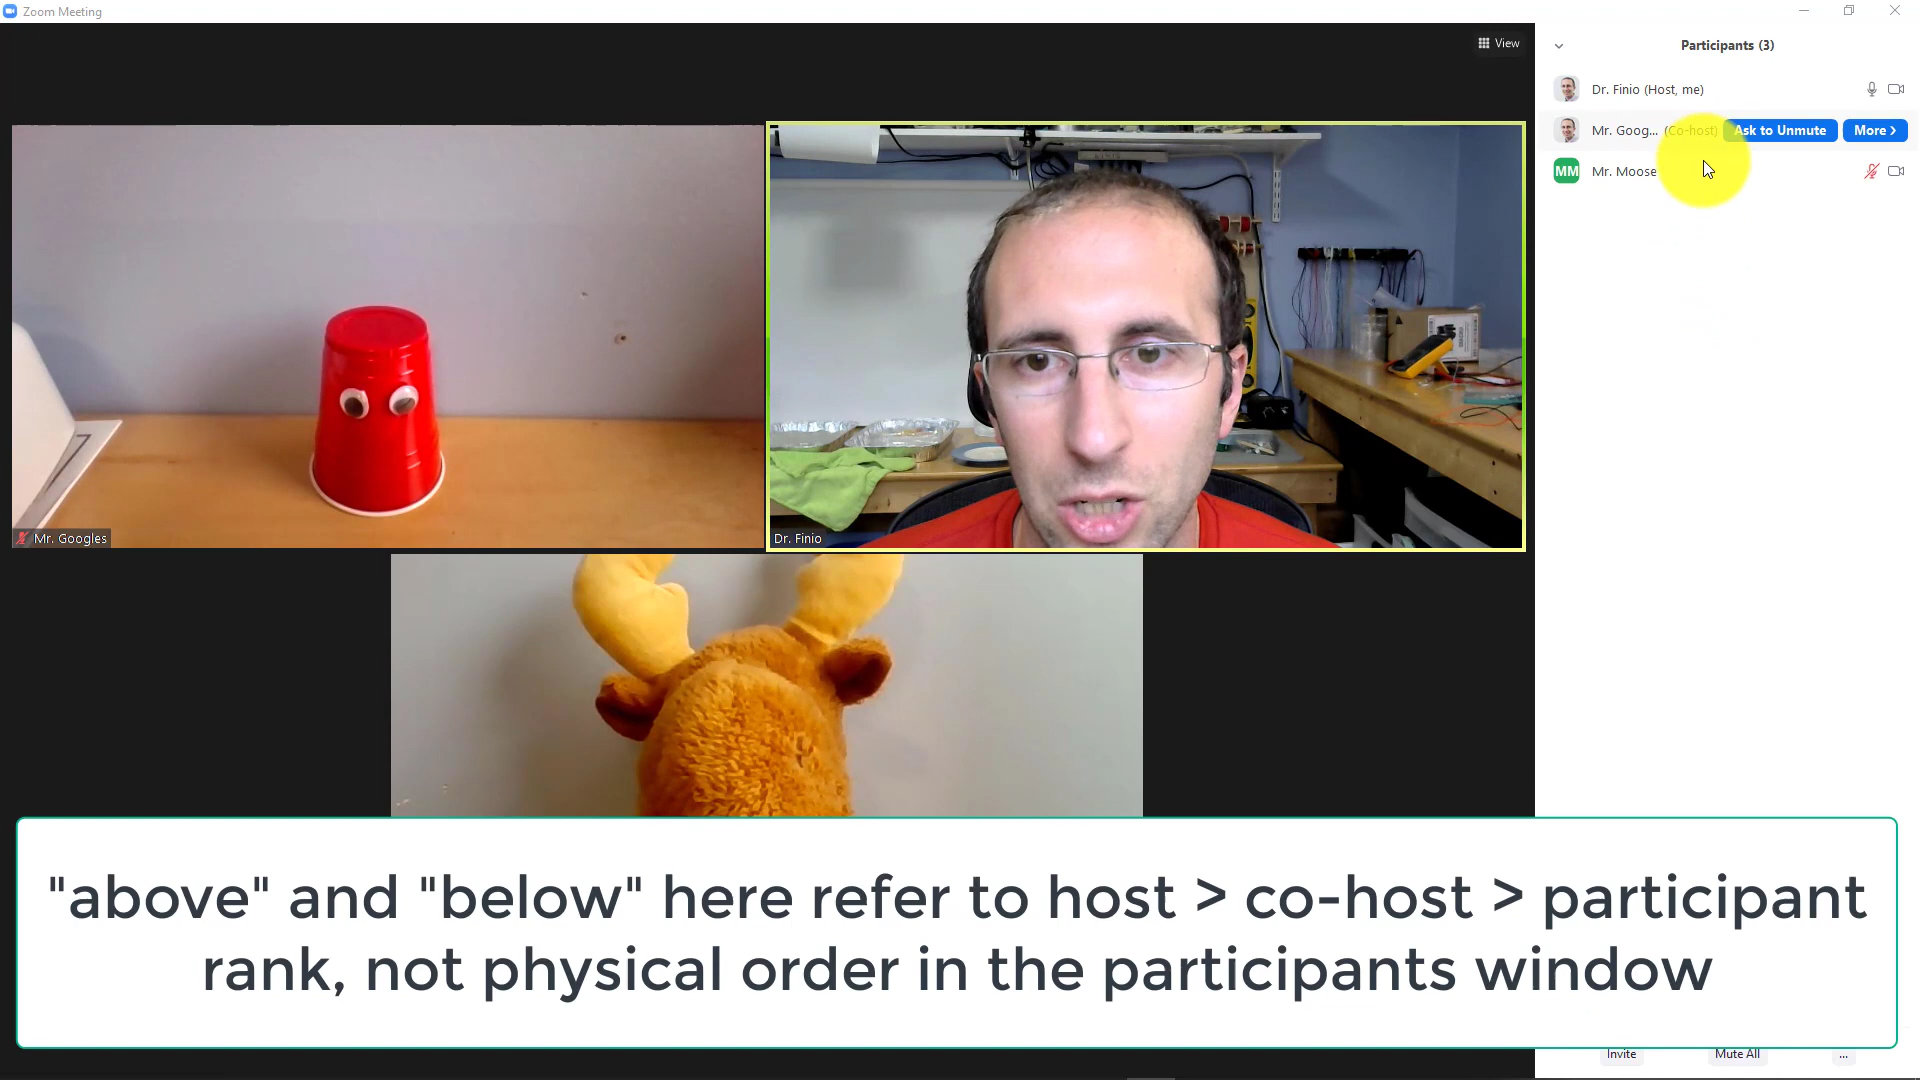 Zoom Meeting
View
Participants (3)
Dr. Finio (Host, me)
Mr. Goog... (Co-host) Ask to Unmute More >
MM Mr. Moose
Mr. Googles
Dr. Finio
"above" and "below" here refer to host > co-host > participant
rank, not physical order in the participants window
Invite Mute All ...